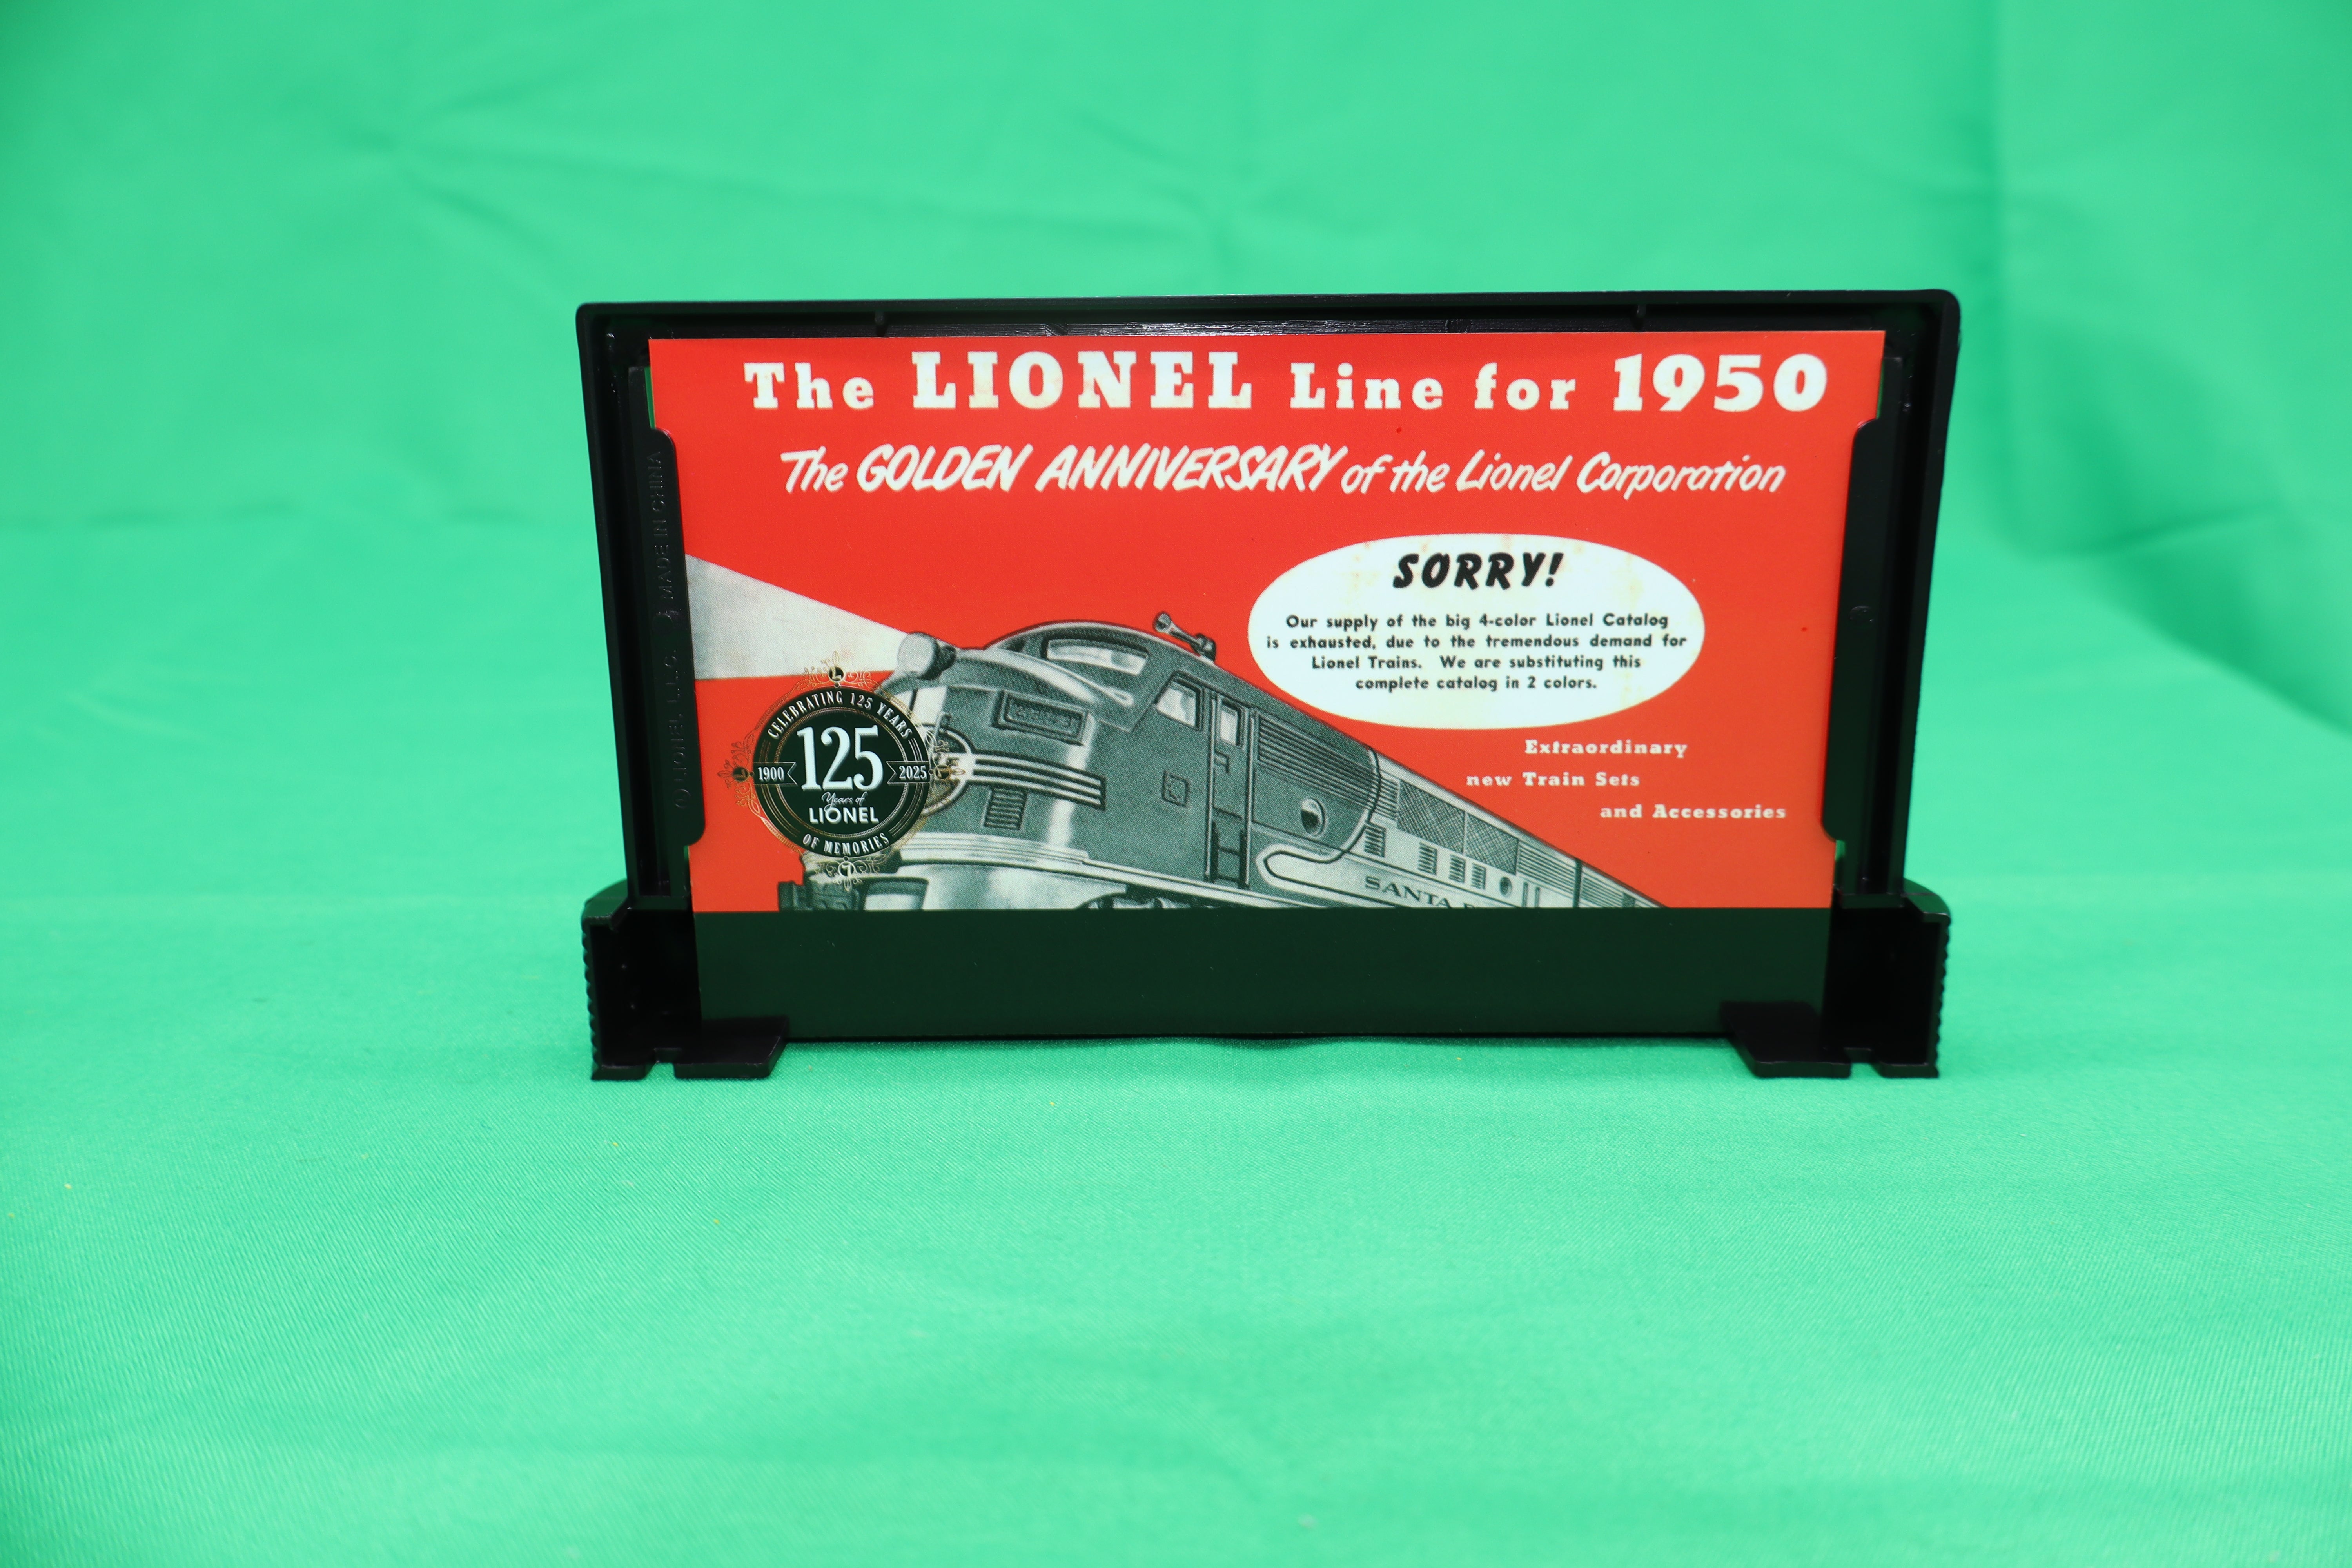 The LIONEL Line for 1950
The GOLDEN ANNIVERSARY of the Lionel Corporation
SORRY!
Our supply of the big 4-color Lionel Catalog
is exhausted, due to the tremendous demand for
Lionel Trains. We are substituting this
complete catalog in 2 colors.
Extraordinary
new Train Sets
and Accessories
CELEBRATING 125 YEARS
1900 125 2025
Years of
LIONEL
OF MEMORIES
SANTA
© LIONEL L.L.C. MADE IN CHINA